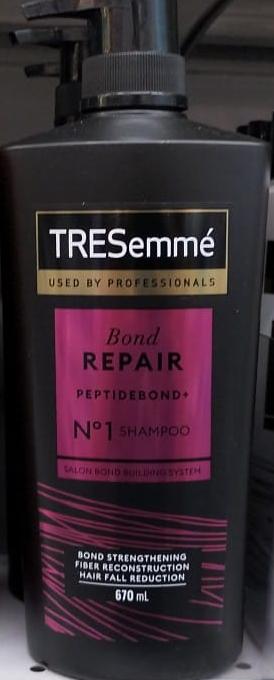 TRESemmé
USED BY PROFESSIONALS
Bond
REPAIR
PEPTIDEBOND+
Nº1 SHAMPOO
SALON BOND BUILDING SYSTEM
BOND STRENGTHENING
FIBER RECONSTRUCTION
HAIR FALL REDUCTION
670 mL